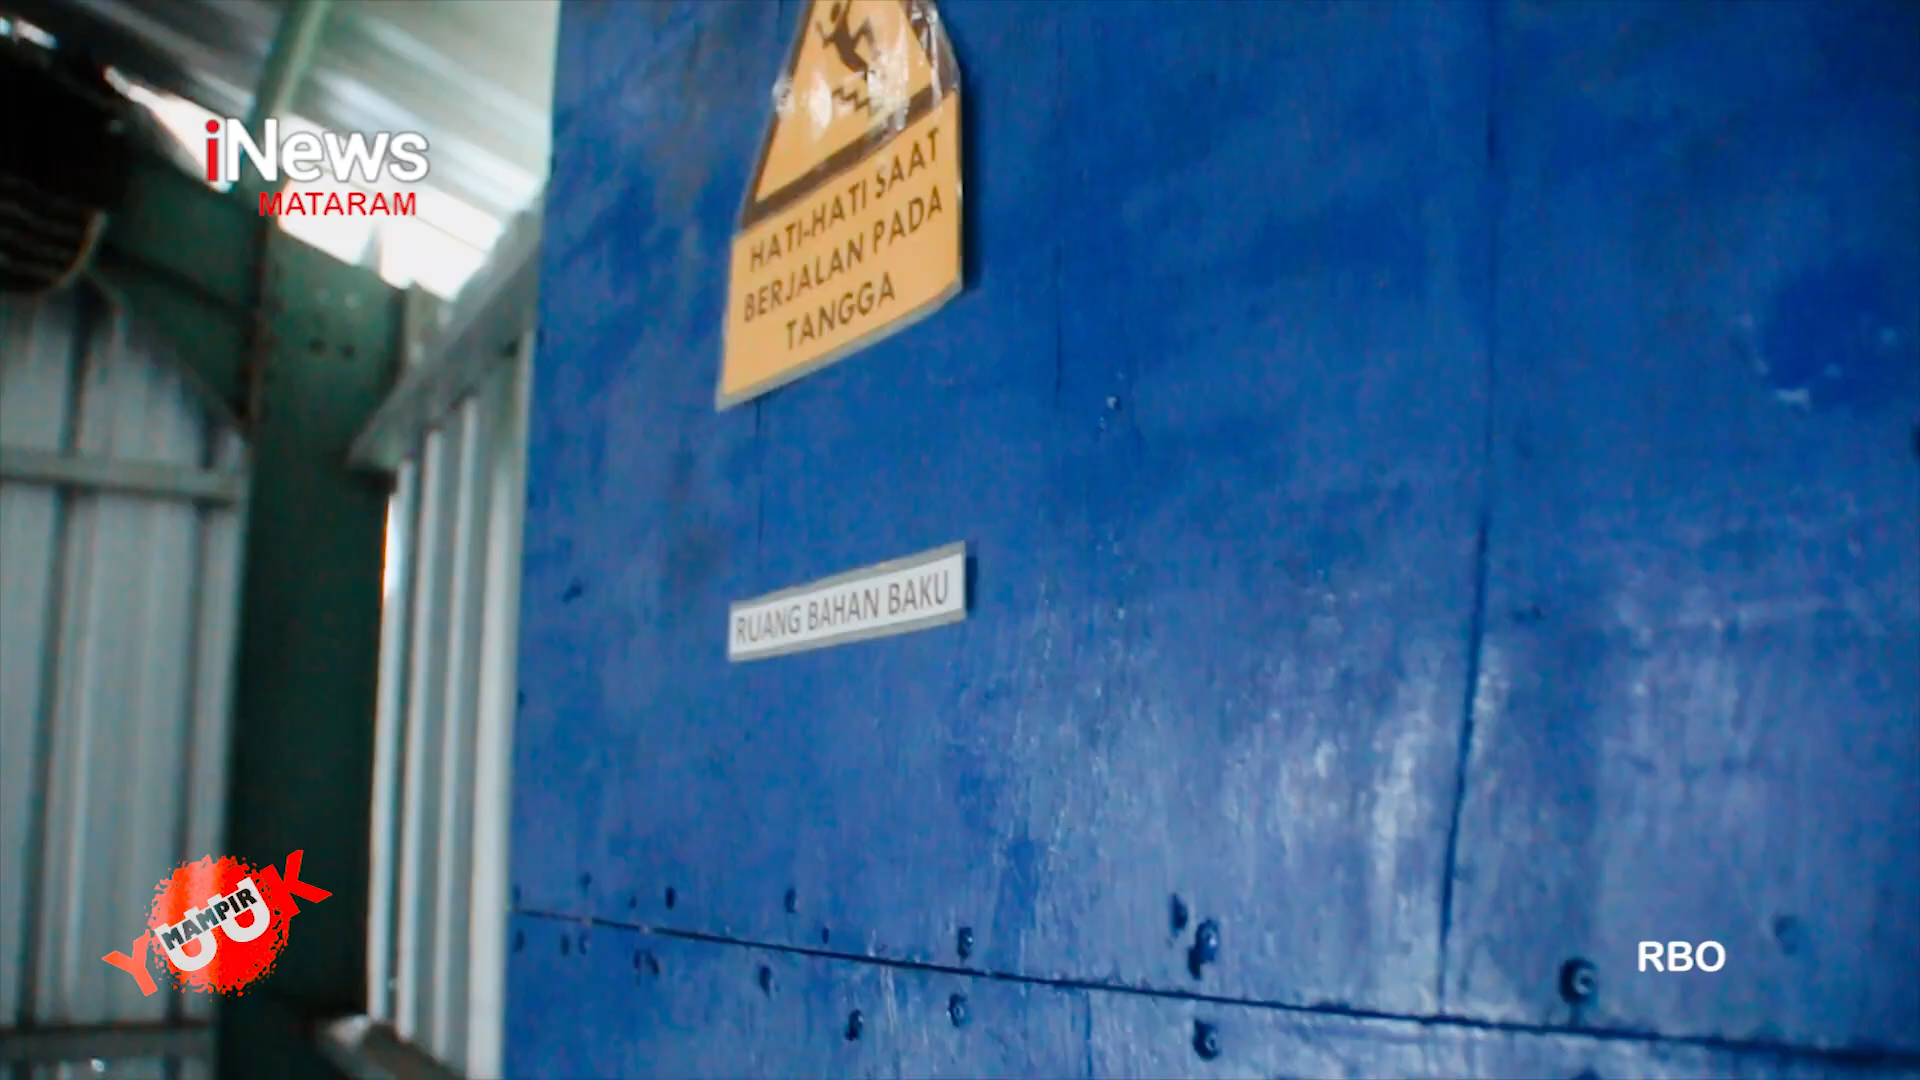 iNews
MATARAM
HATI-HATI SAAT
BERJALAN PADA
TANGGA
RUANG BAHAN BAKU
YUUK
MAMPIR
RBO